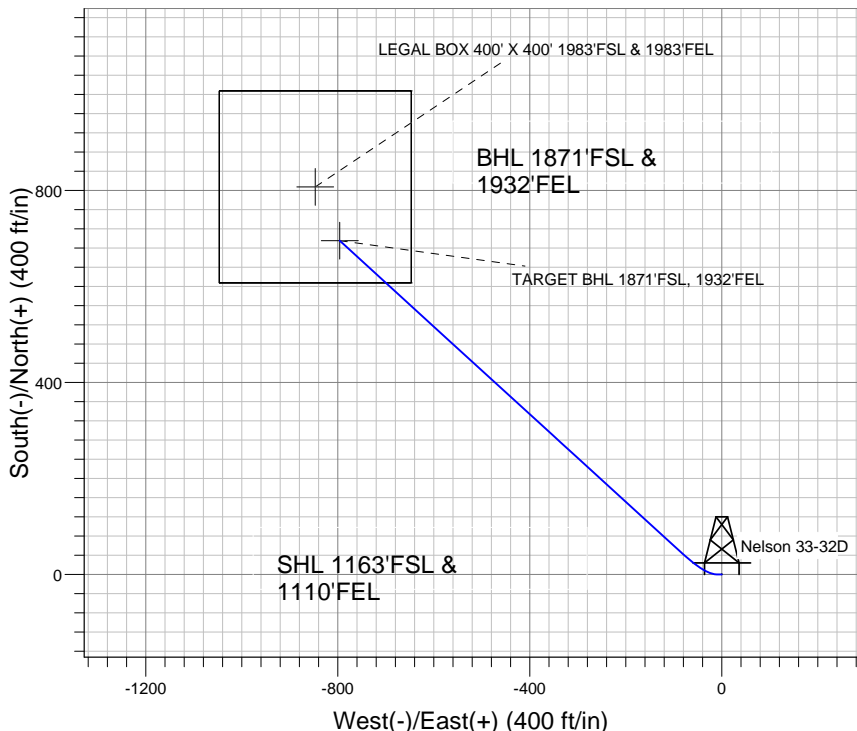 LEGAL BOX 400' X 400' 1983'FSL & 1983'FEL
BHL 1871'FSL &
1932'FEL
TARGET BHL 1871'FSL, 1932'FEL
Nelson 33-32D
SHL 1163'FSL &
1110'FEL
South(-)/North(+) (400 ft/in)
800
400
0
-1200
-800
-400
0
West(-)/East(+) (400 ft/in)